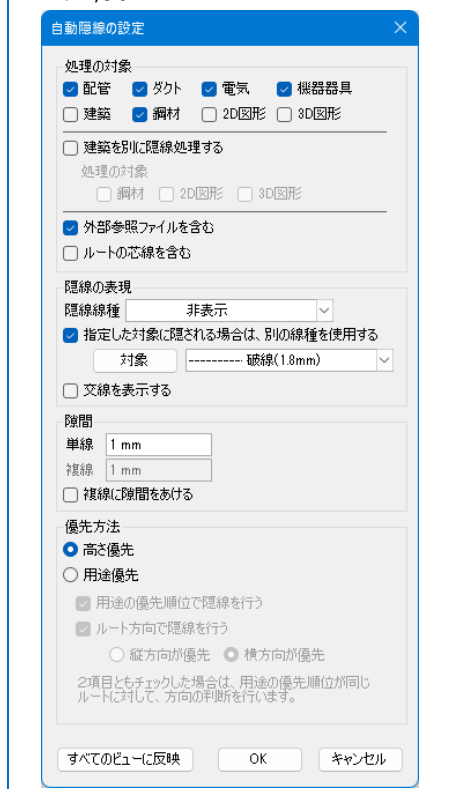 自動隠線の設定
処理の対象
配管 ダクト 電気 機器器具
建築 鋼材 2D図形 3D図形
建築を別に隠線処理する
処理の対象
鋼材 2D図形 3D図形
外部参照ファイルを含む
ルートの芯線を含む
隠線の表現
隠線線種 非表示
指定した対象に隠される場合は、別の線種を使用する
対象 ---------- 破線(1.8mm)
交線を表示する
隙間
単線 1 mm
複線 1 mm
複線に隙間をあける
優先方法
高さ優先
用途優先
用途の優先順位で隠線を行う
ルート方向で隠線を行う
縦方向が優先 横方向が優先
2項目ともチェックした場合は、用途の優先順位が同じ
ルートに対して、方向の判断を行います。
すべてのビューに反映 OK キャンセル